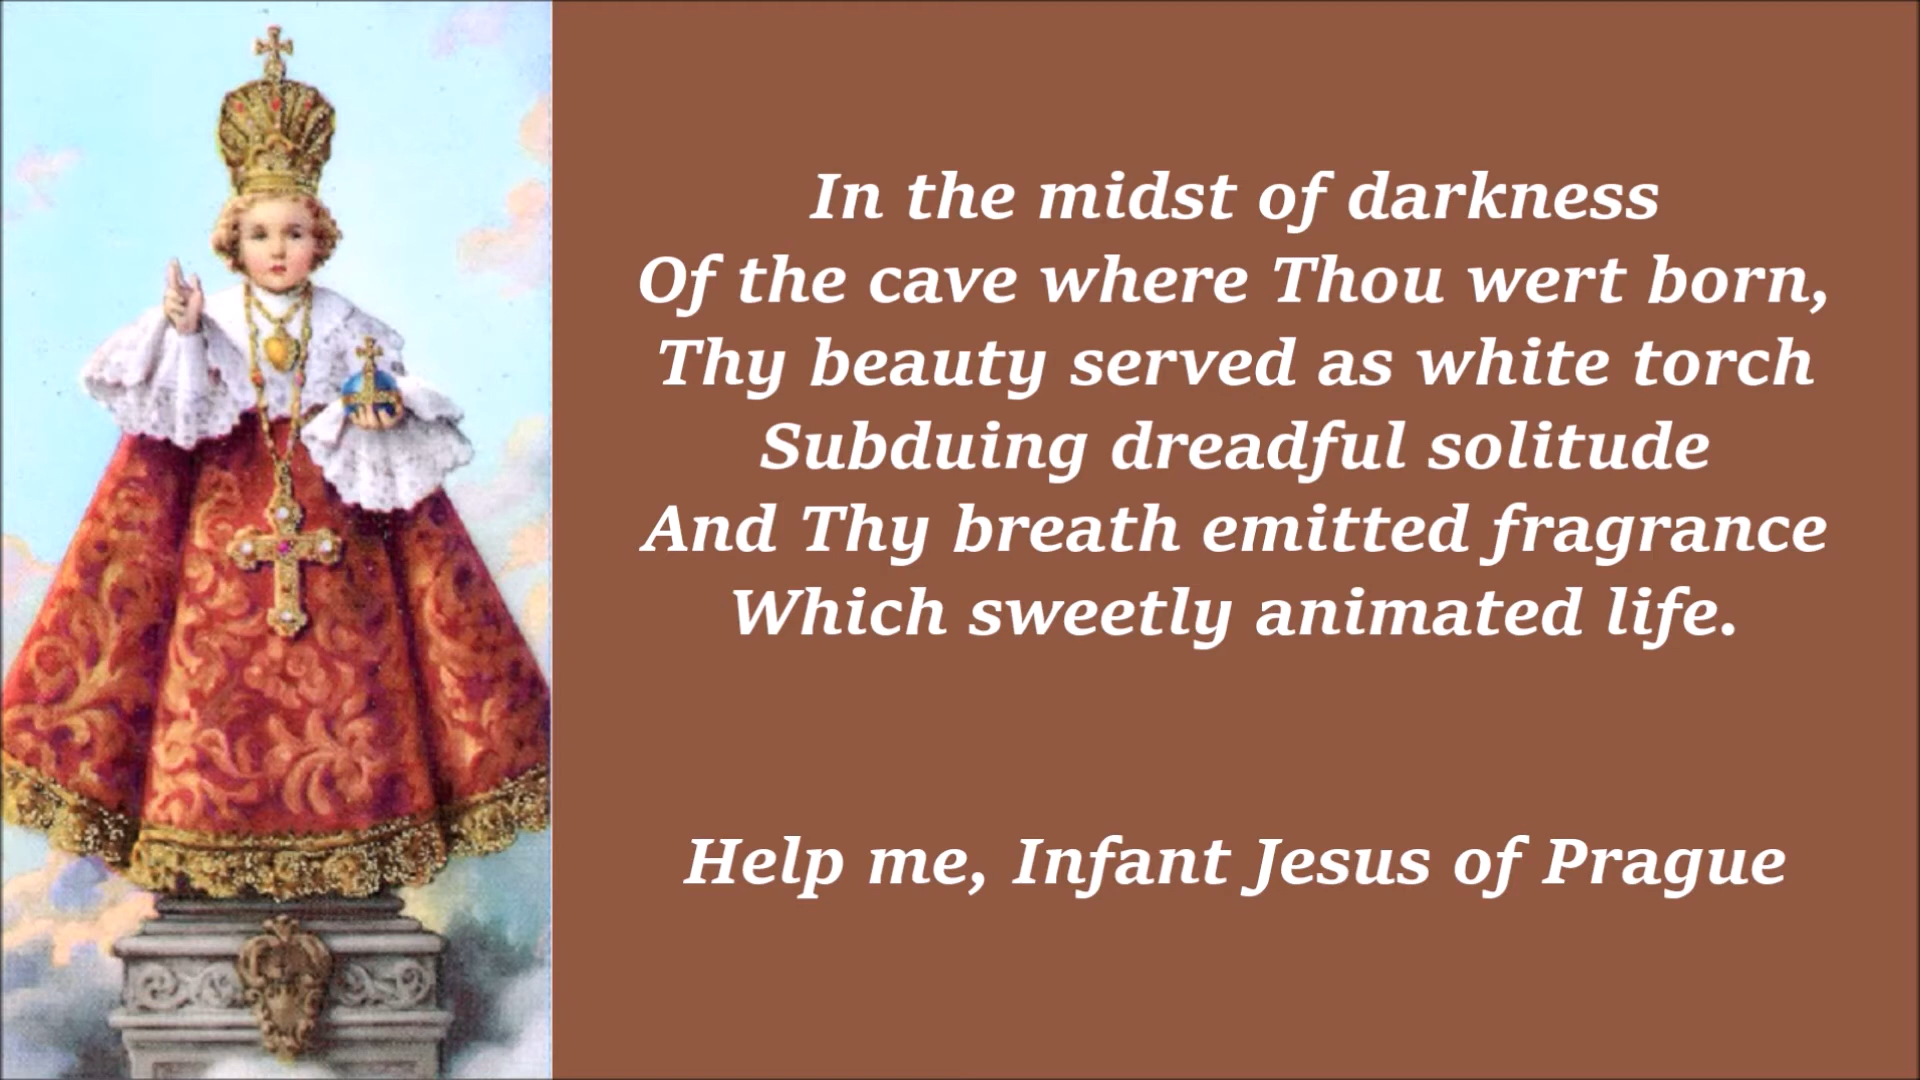 In the midst of darkness
Of the cave where Thou wert born,
Thy beauty served as white torch
Subduing dreadful solitude
And Thy breath emitted fragrance
Which sweetly animated life.
Help me, Infant Jesus of Prague